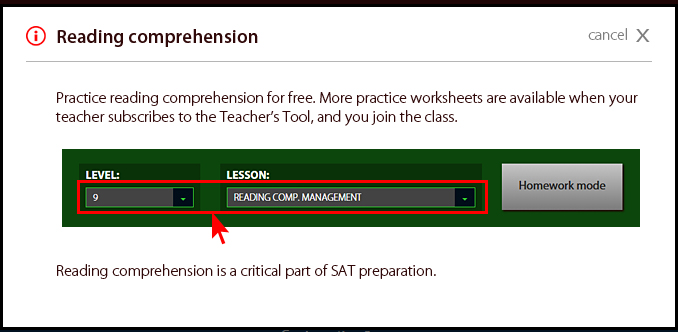 Reading comprehension
cancel X
Practice reading comprehension for free. More practice worksheets are available when your
teacher subscribes to the Teacher's Tool, and you join the class.
LEVEL:
LESSON:
9
READING COMP. MANAGEMENT
Homework mode
Reading comprehension is a critical part of SAT preparation.